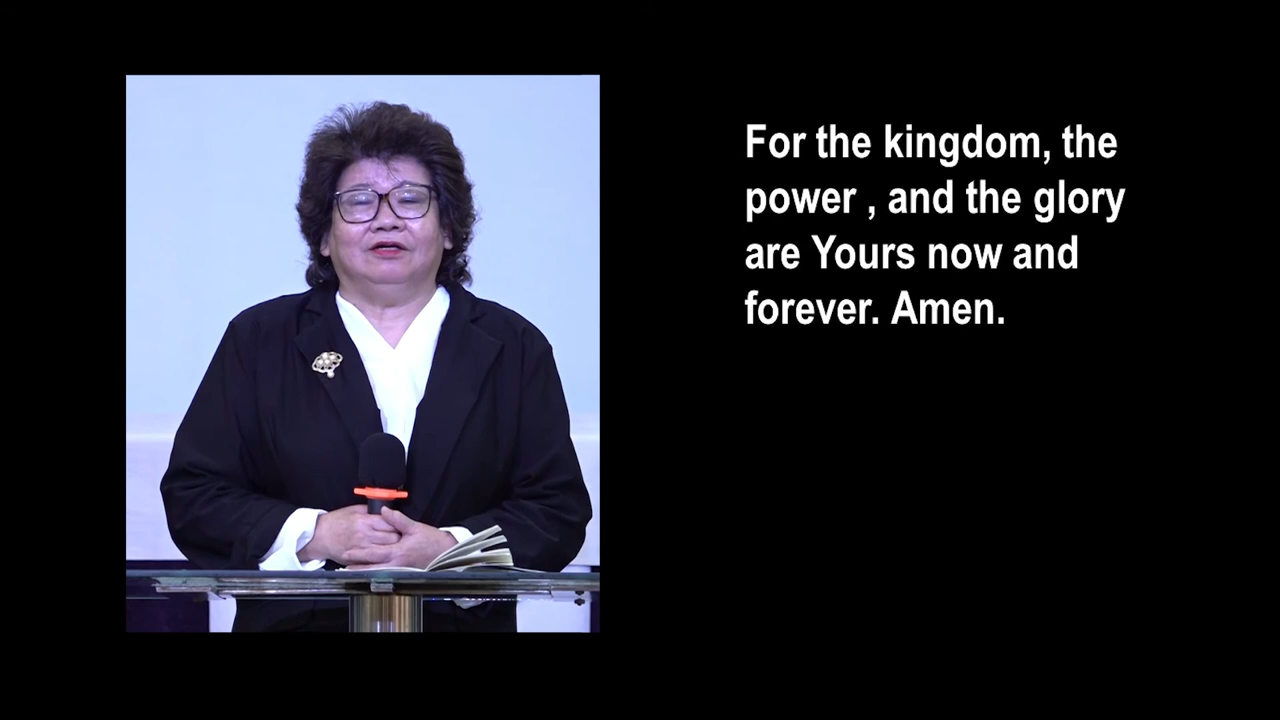 For the kingdom, the
power , and the glory
are Yours now and
forever. Amen.